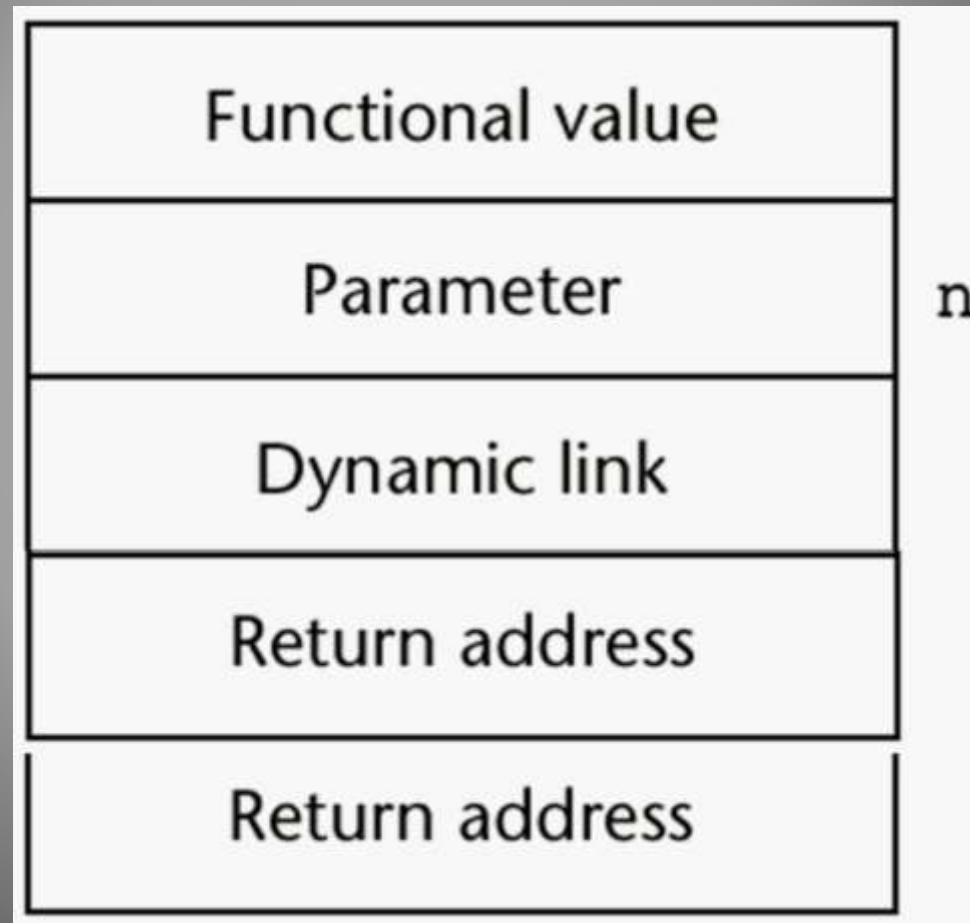 Functional value
Parameter n
Dynamic link
Return address
Return address